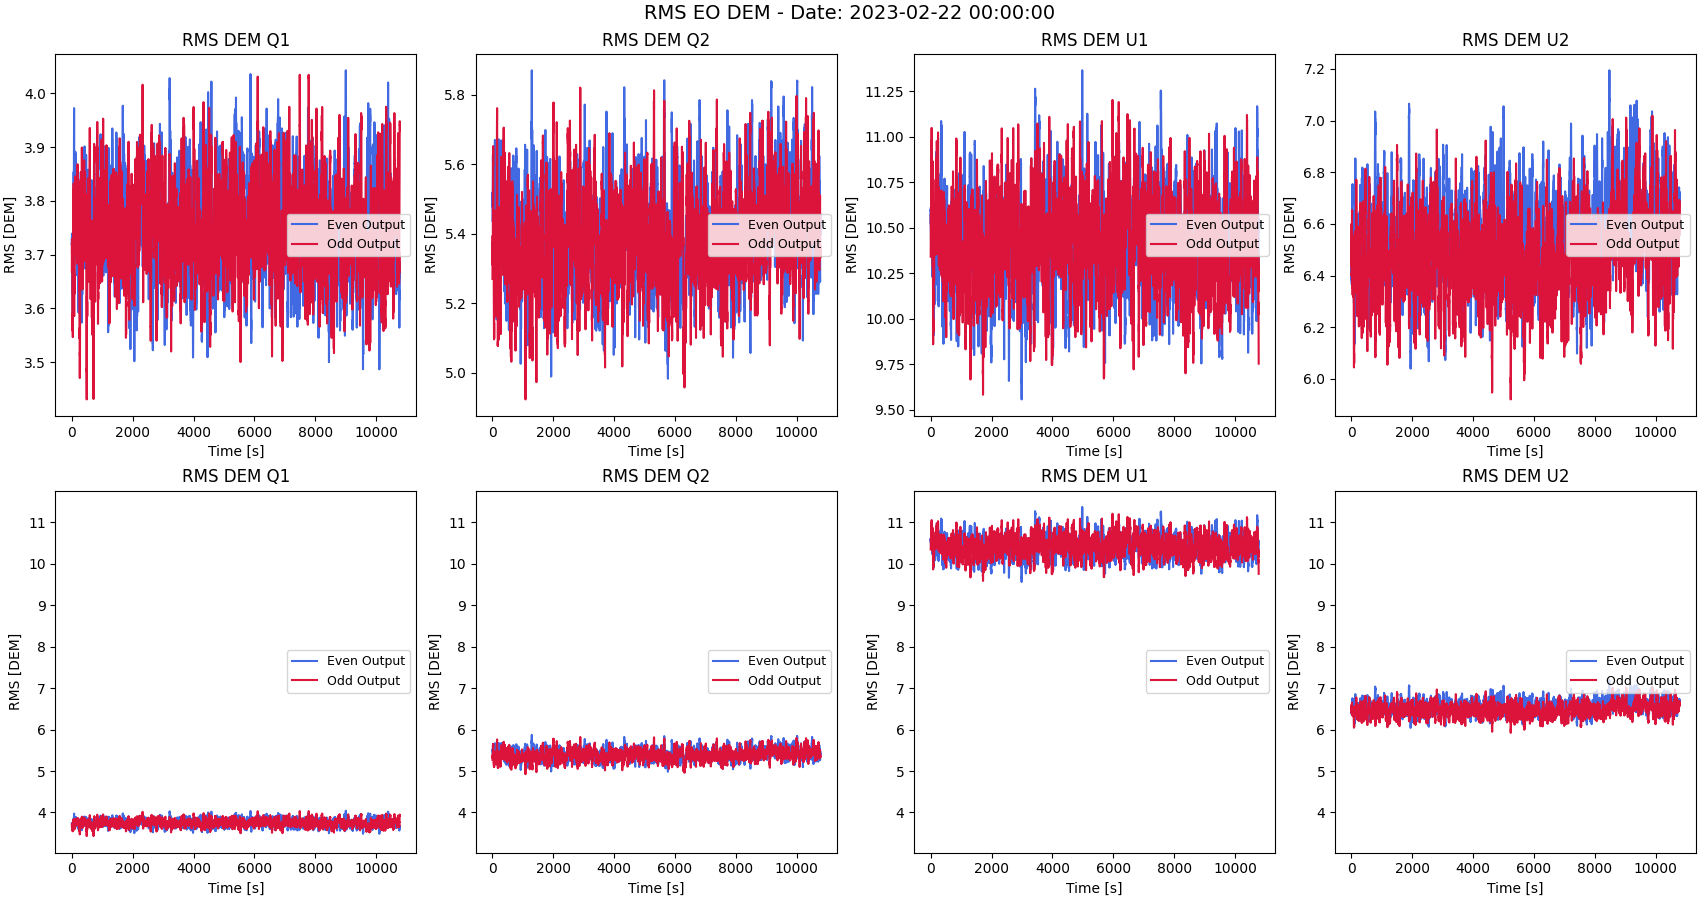 RMS EO DEM - Date: 2023-02-22 00:00:00
RMS DEM Q1
RMS [DEM]
4.0
3.9
3.8
3.7
3.6
3.5
0 2000 4000 6000 8000 10000
Time [s]
Even Output
Odd Output
RMS DEM Q2
RMS [DEM]
5.8
5.6
5.4
5.2
5.0
0 2000 4000 6000 8000 10000
Time [s]
Even Output
Odd Output
RMS DEM U1
RMS [DEM]
11.25
11.00
10.75
10.50
10.25
10.00
9.75
9.50
0 2000 4000 6000 8000 10000
Time [s]
Even Output
Odd Output
RMS DEM U2
RMS [DEM]
7.2
7.0
6.8
6.6
6.4
6.2
6.0
0 2000 4000 6000 8000 10000
Time [s]
Even Output
Odd Output
RMS DEM Q1
RMS [DEM]
11
10
9
8
7
6
5
4
0 2000 4000 6000 8000 10000
Time [s]
Even Output
Odd Output
RMS DEM Q2
RMS [DEM]
11
10
9
8
7
6
5
4
0 2000 4000 6000 8000 10000
Time [s]
Even Output
Odd Output
RMS DEM U1
RMS [DEM]
11
10
9
8
7
6
5
4
0 2000 4000 6000 8000 10000
Time [s]
Even Output
Odd Output
RMS DEM U2
RMS [DEM]
11
10
9
8
7
6
5
4
0 2000 4000 6000 8000 10000
Time [s]
Even Output
Odd Output